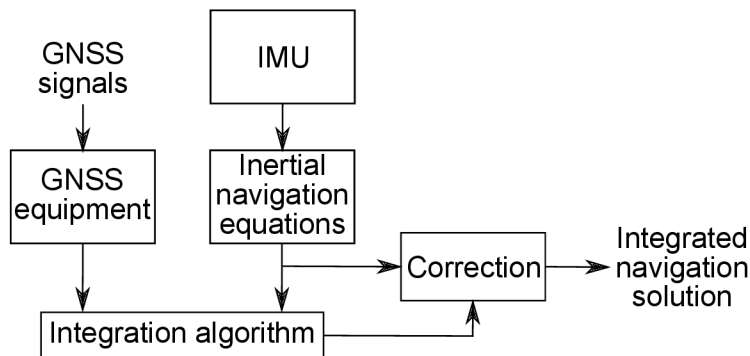 GNSS
signals
IMU
GNSS
equipment
Inertial
navigation
equations
Correction
Integrated
navigation
solution
Integration algorithm